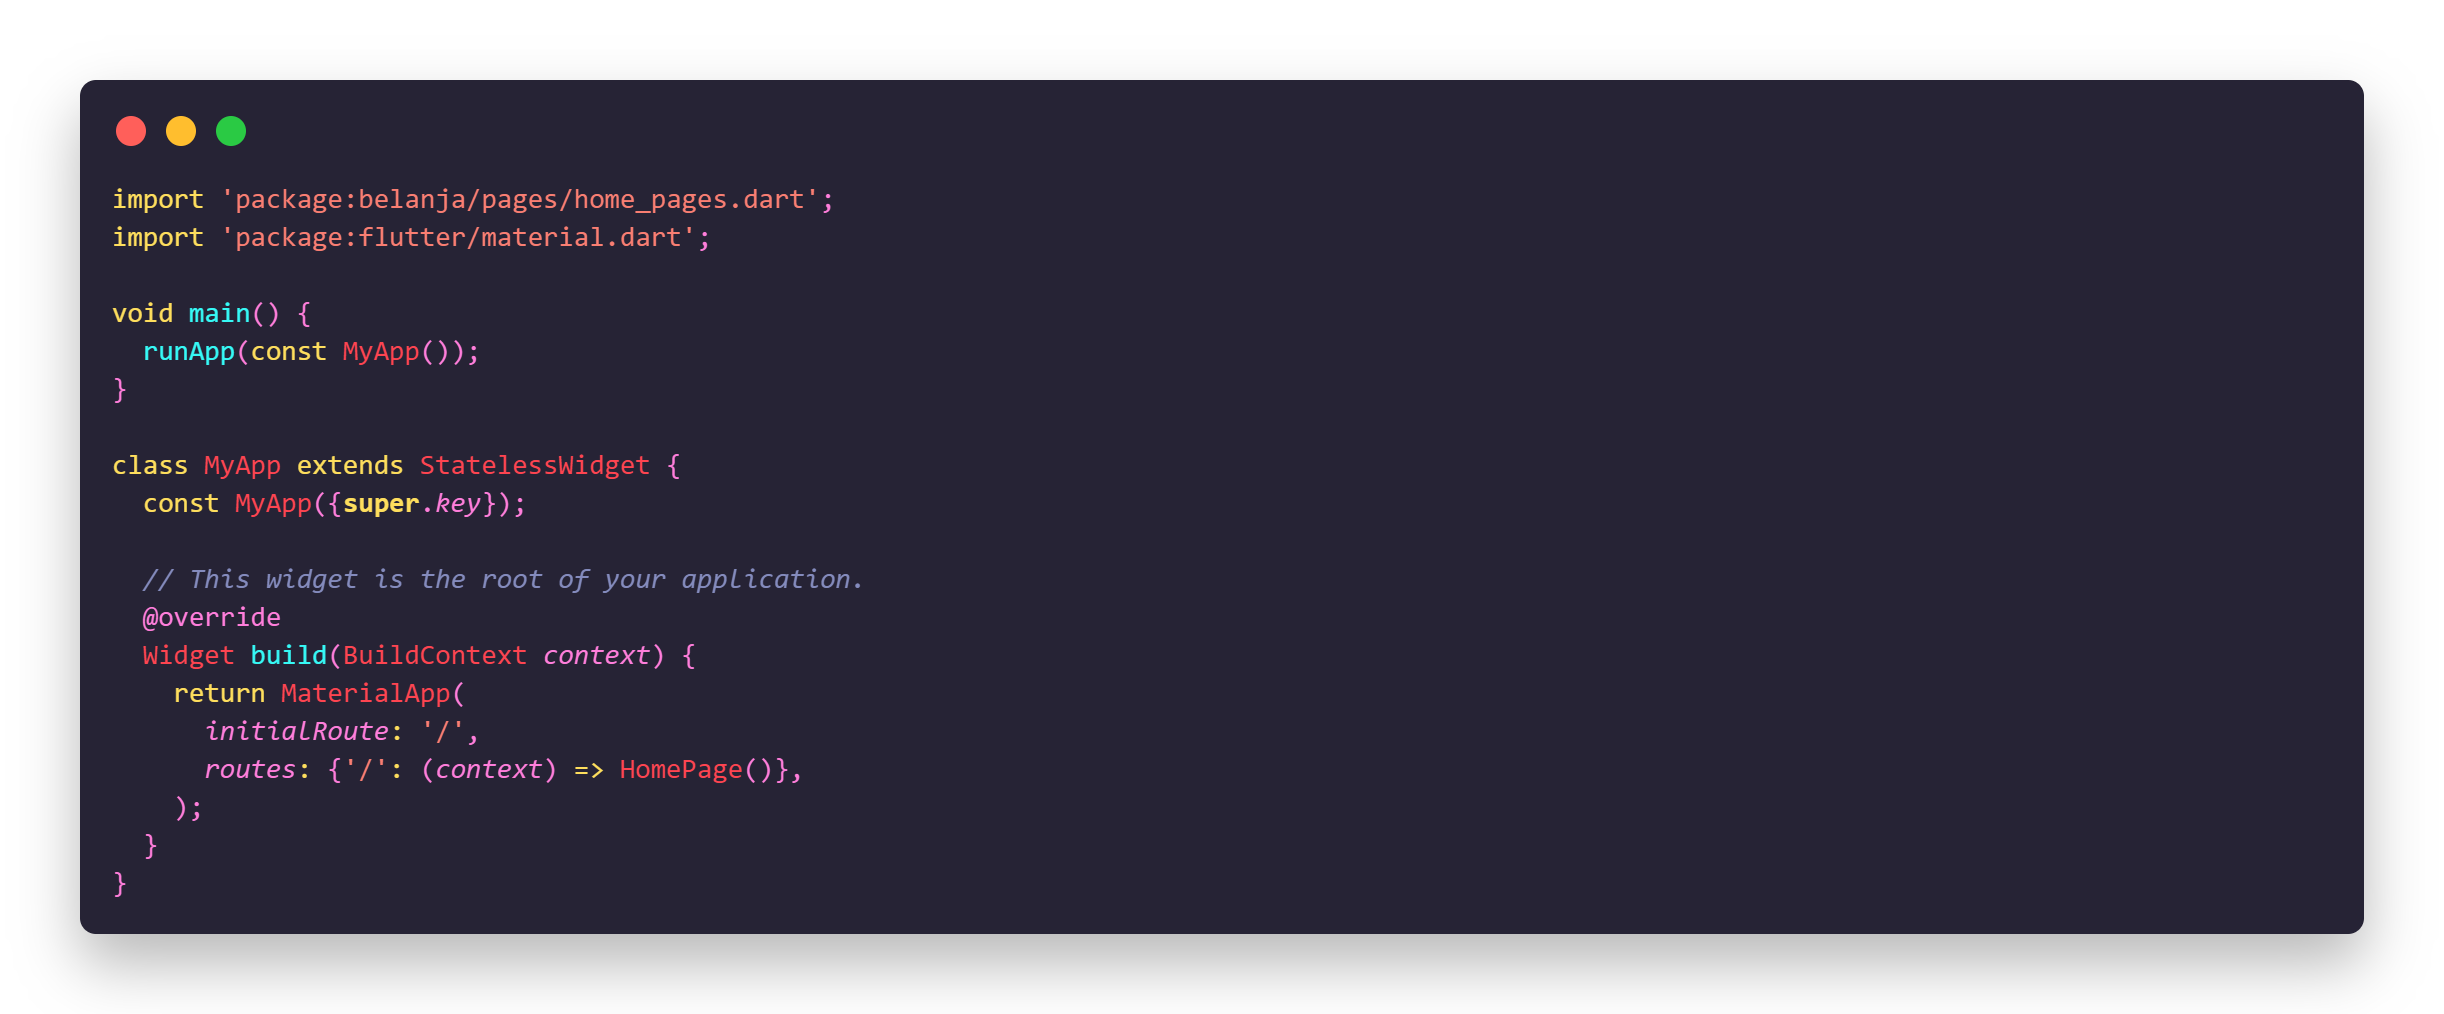 import 'package:belanja/pages/home_pages.dart';
import 'package:flutter/material.dart';

void main() {
  runApp(const MyApp());
}

class MyApp extends StatelessWidget {
  const MyApp({super.key});

  // This widget is the root of your application.
  @override
  Widget build(BuildContext context) {
    return MaterialApp(
      initialRoute: '/',
      routes: {'/': (context) => HomePage()},
    );
  }
}